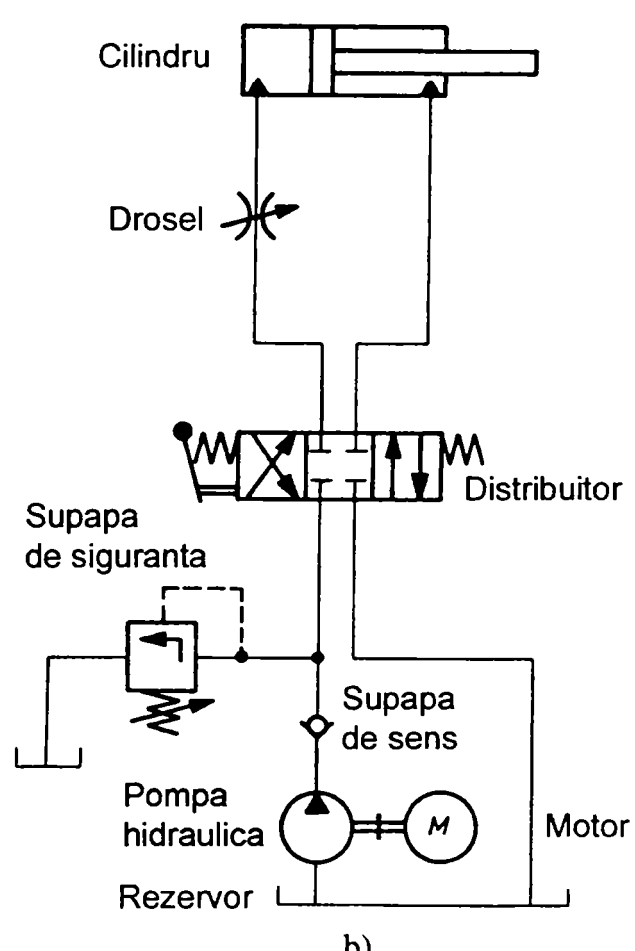 Cilindru
Drosel
Distribuitor
Supapa
de siguranta
Supapa
de sens
Pompa
hidraulica
M
Motor
Rezervor
b)